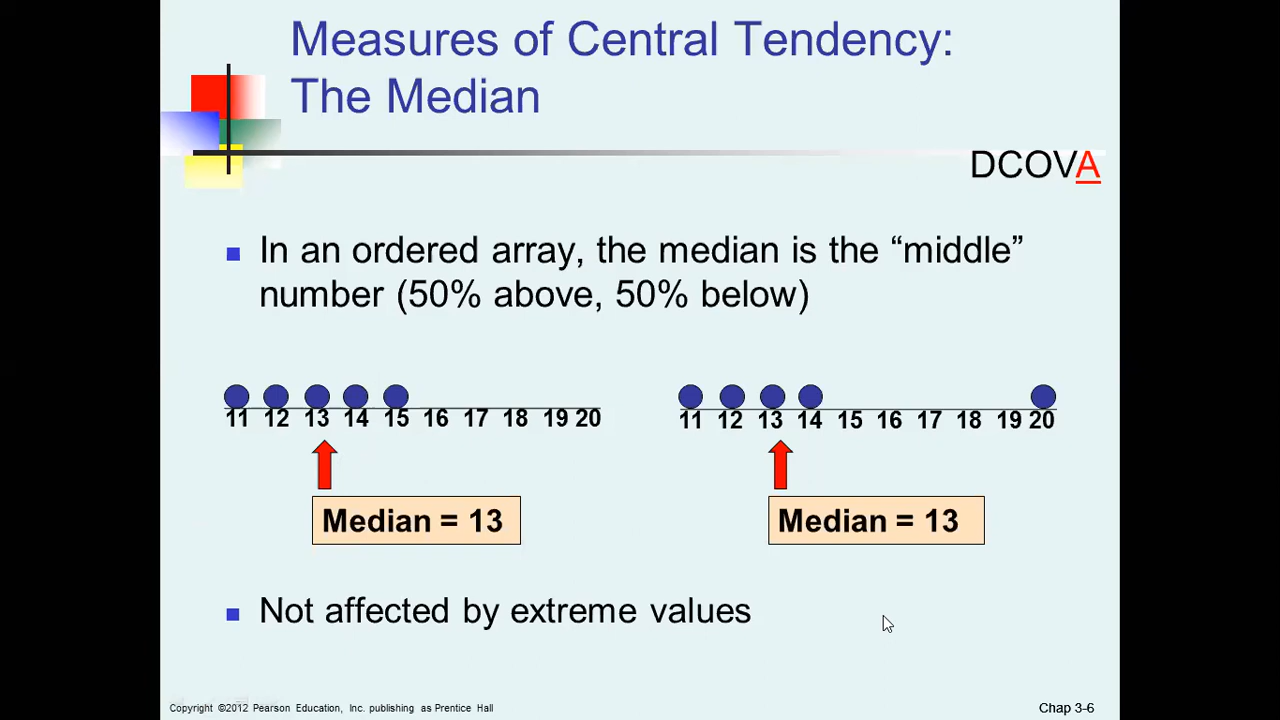 Measures of Central Tendency:
The Median
DCOVA
In an ordered array, the median is the “middle”
number (50% above, 50% below)
11 12 13 14 15 16 17 18 19 20
11 12 13 14 15 16 17 18 19 20
Median = 13
Median = 13
Not affected by extreme values
Copyright ©2012 Pearson Education, Inc. publishing as Prentice Hall
Chap 3-6